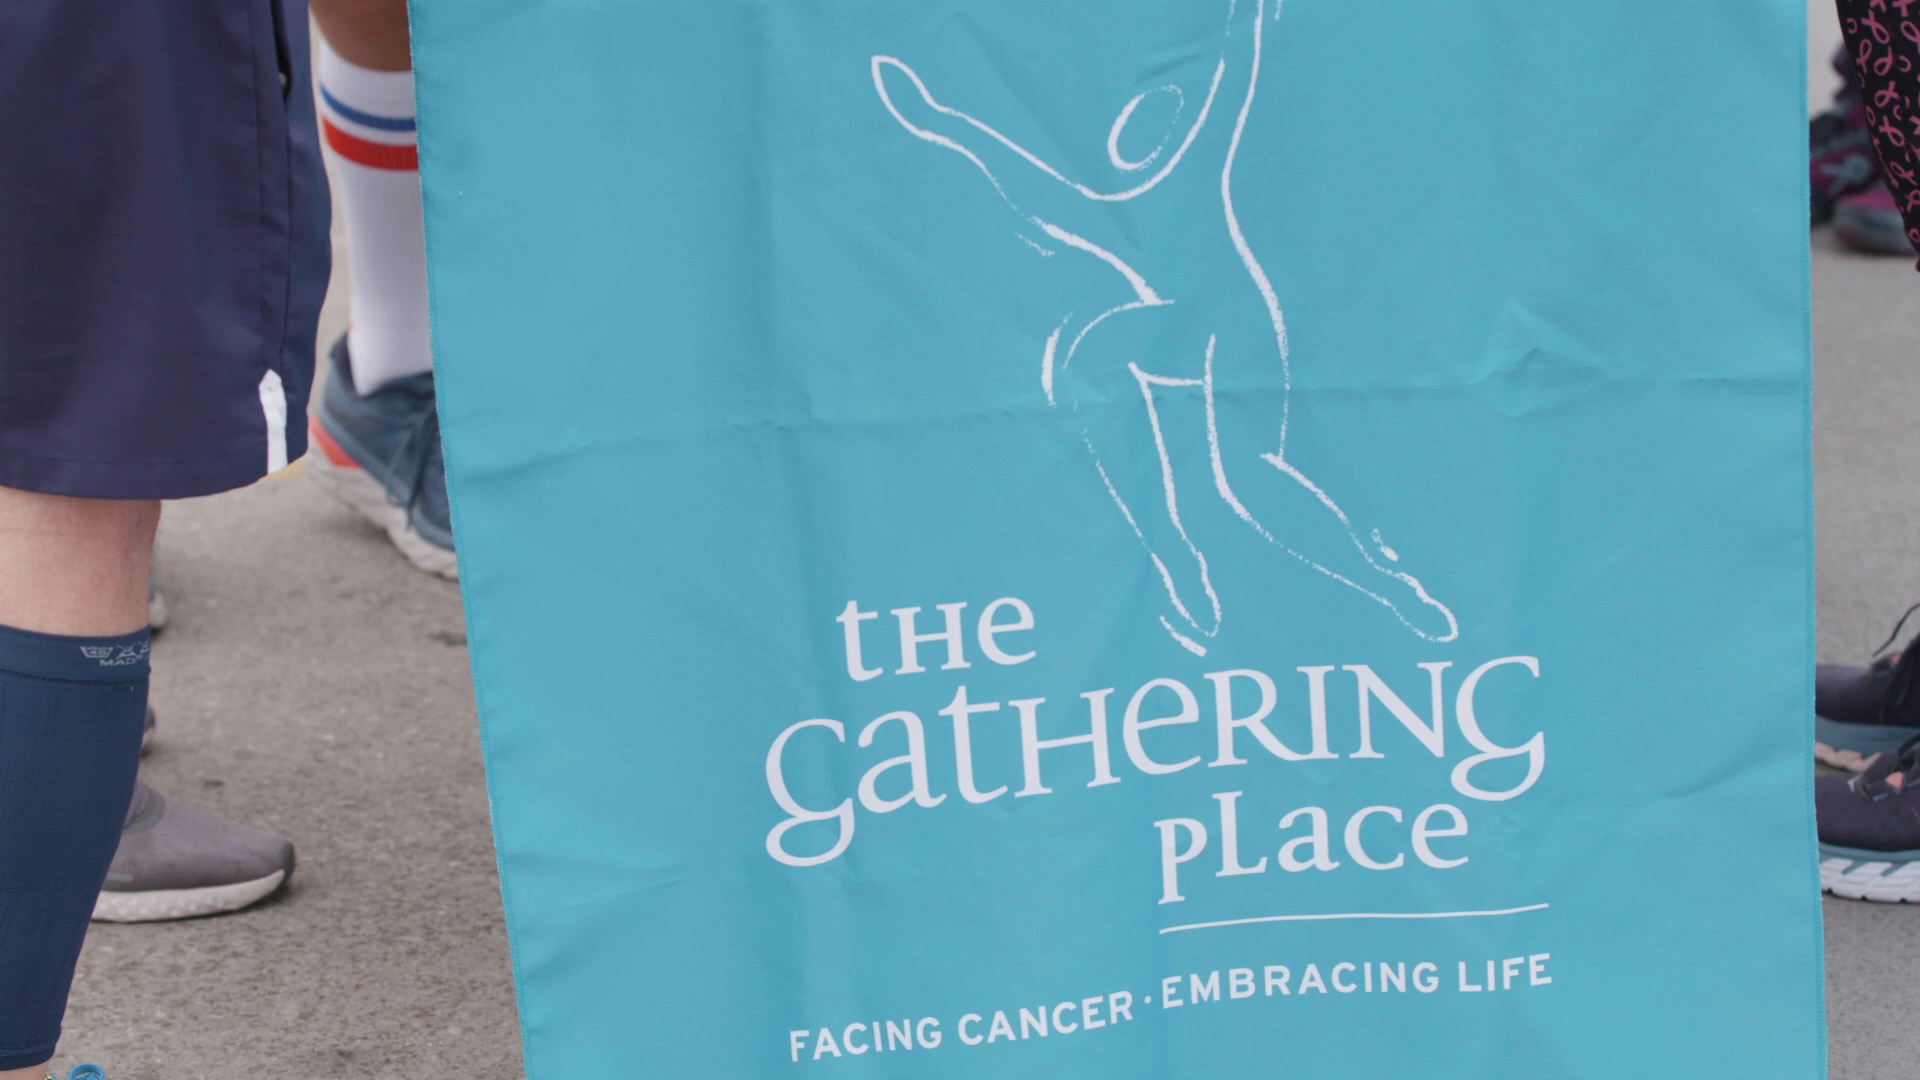 tHe
GatHeRING
pLace
FACING CANCER · EMBRACING LIFE